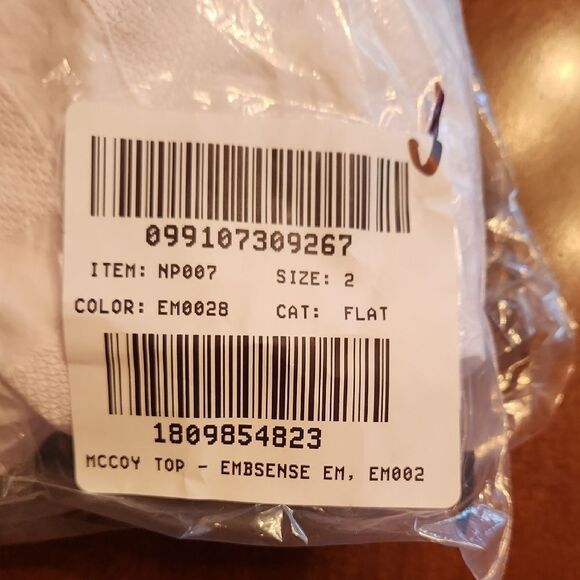 099107309267
ITEM: NP007 SIZE: 2
COLOR: EM0028 CAT: FLAT
1809854823
MCCOY TOP - EMBSENSE EM, EM002